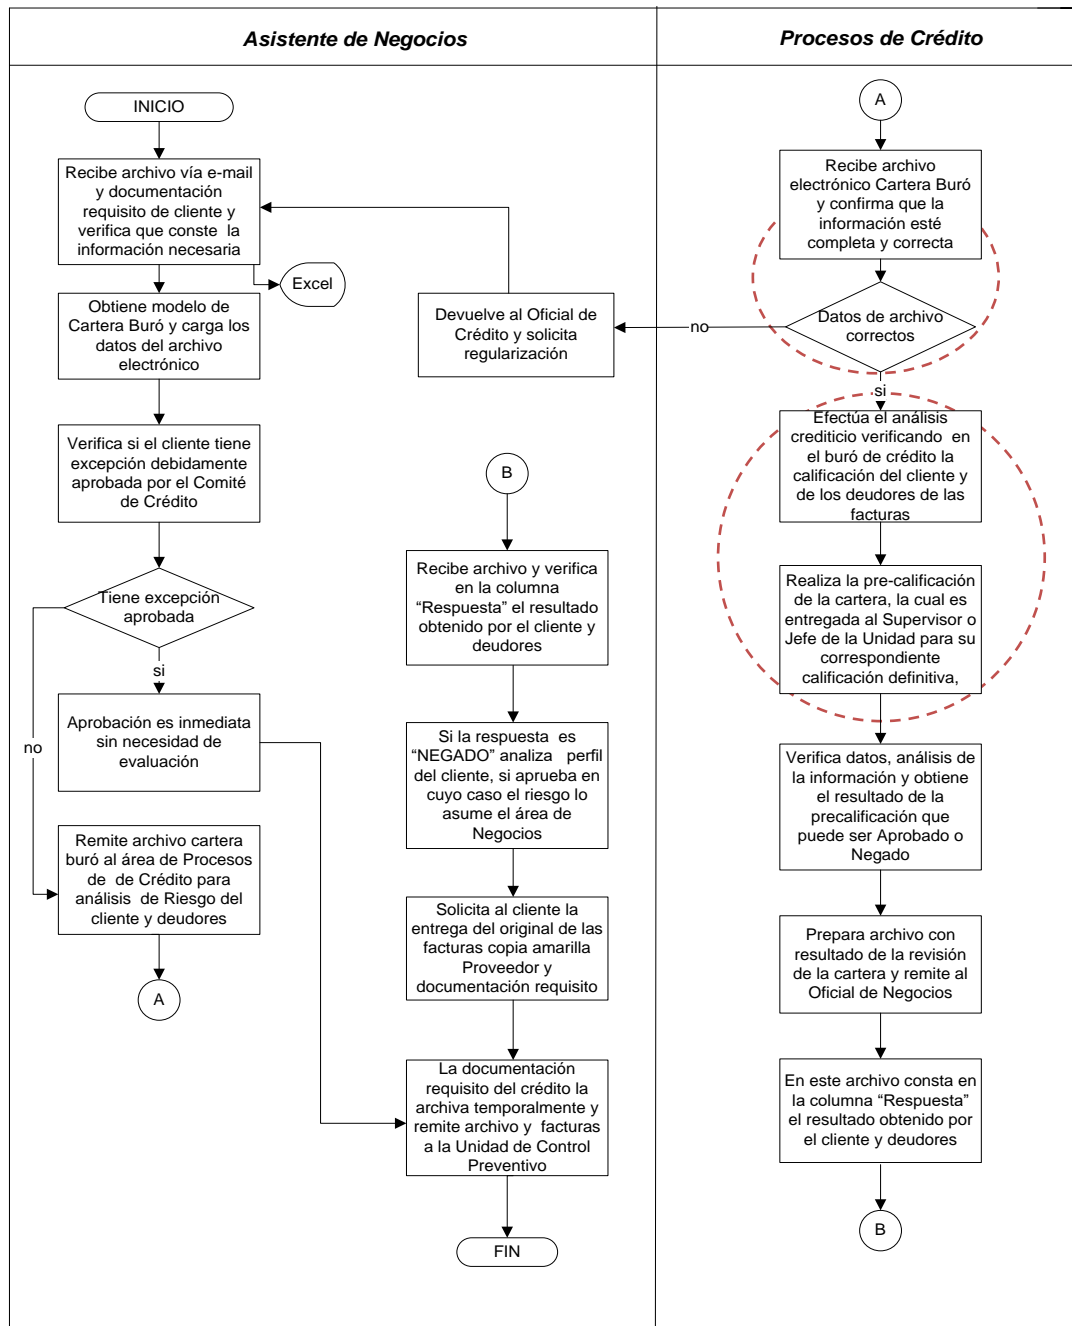 Asistente de Negocios
Procesos de Crédito
INICIO
Recibe archivo vía e-mail
y documentación
requisito de cliente y
verifica que conste  la
información necesaria
Excel
Obtiene modelo de
Cartera Buró y carga los
datos del archivo
electrónico
Verifica si el cliente tiene
excepción debidamente
aprobada por el Comité
de Crédito
Tiene excepción
aprobada
si
no
Aprobación es inmediata
sin necesidad de
evaluación
Remite archivo cartera
buró al área de Procesos
de  de Crédito para
análisis  de Riesgo del
cliente y deudores
A
Devuelve al Oficial de
Crédito y solicita
regularización
B
Recibe archivo y verifica
en la columna
“Respuesta” el resultado
obtenido por el cliente y
deudores
Si la respuesta  es
“NEGADO” analiza   perfil
del cliente, si aprueba en
cuyo caso el riesgo lo
asume el área de
Negocios
Solicita al cliente la
entrega del original de las
facturas copia amarilla
Proveedor y
documentación requisito
La documentación
requisito del crédito la
archiva temporalmente y
remite archivo y  facturas
a la Unidad de Control
Preventivo
FIN
A
Recibe archivo
electrónico Cartera Buró
y confirma que la
información esté
completa y correcta
Datos de archivo
correctos
no
si
Efectúa el análisis
crediticio verificando  en
el buró de crédito la
calificación del cliente y
de los deudores de las
facturas
Realiza la pre-calificación
de la cartera, la cual es
entregada al Supervisor o
Jefe de la Unidad para su
correspondiente
calificación definitiva,
Verifica datos, análisis de
la información y obtiene
el resultado de la
precalificación que
puede ser Aprobado o
Negado
Prepara archivo con
resultado de la revisión
de la cartera y remite al
Oficial de Negocios
En este archivo consta en
la columna “Respuesta”
el resultado obtenido por
el cliente y deudores
B